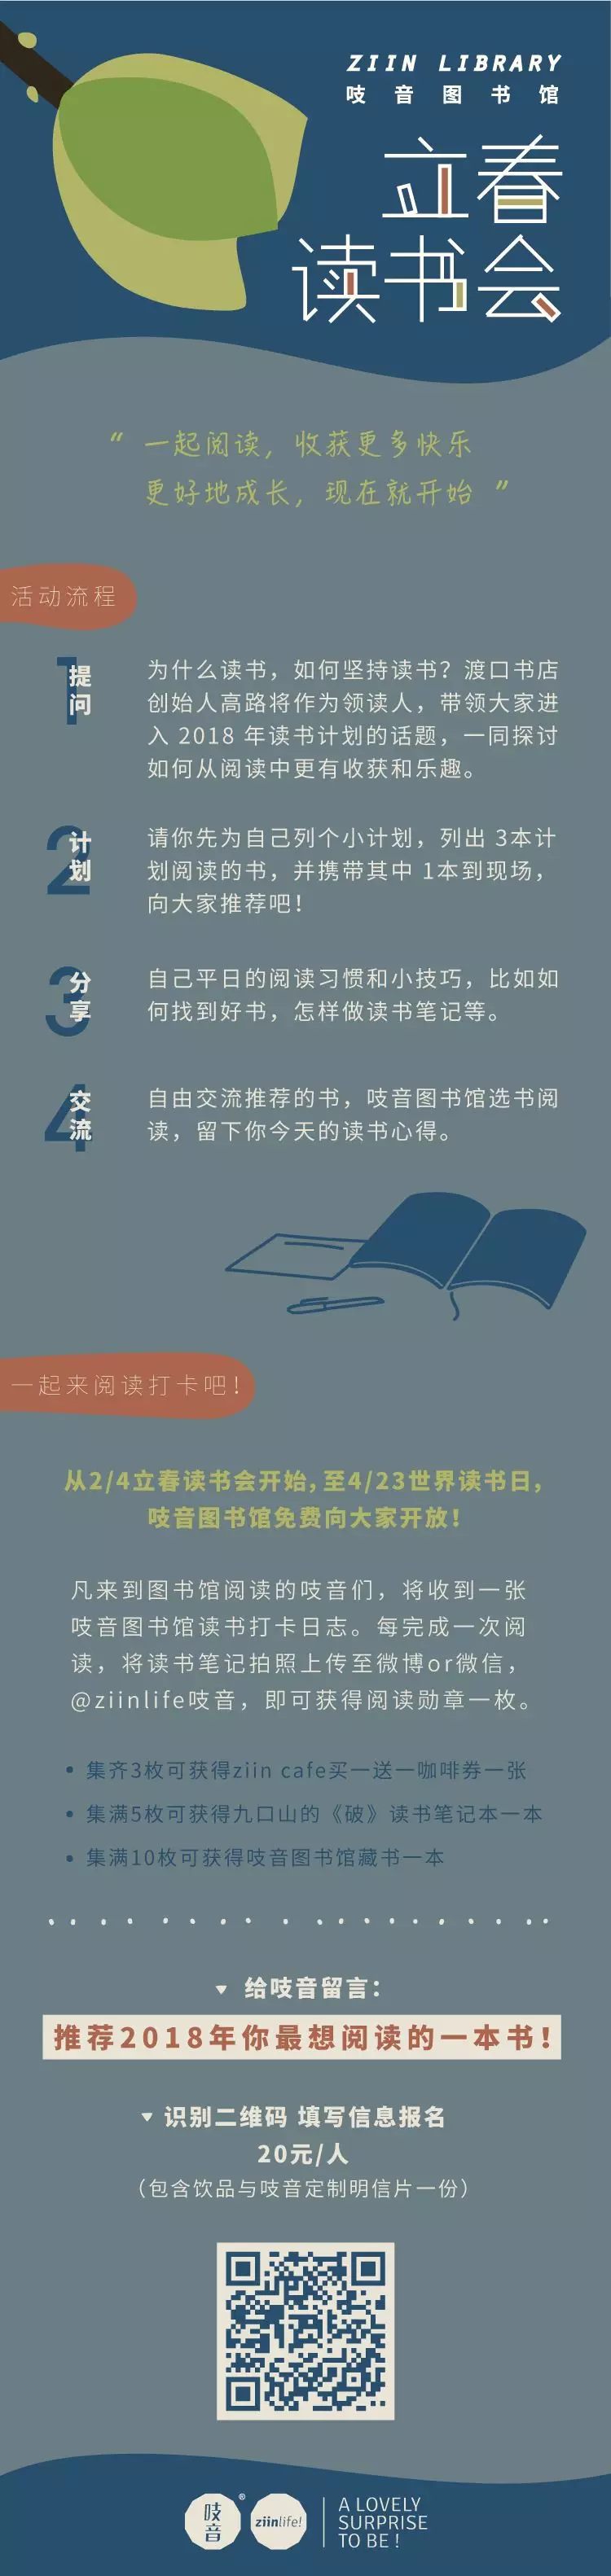 ZIIN LIBRARY
吱音图书馆
立春
读书会
“ 一起阅读，收获更多快乐
更好地成长，现在就开始 ”
活动流程
1
提问
为什么读书，如何坚持读书？渡口书店
创始人高路将作为领读人，带领大家进
入 2018 年读书计划的话题，一同探讨
如何从阅读中更有收获和乐趣。
2
计划
请你先为自己列个小计划，列出 3本计
划阅读的书，并携带其中 1本到现场，
向大家推荐吧！
3
分享
自己平日的阅读习惯和小技巧，比如如
何找到好书，怎样做读书笔记等。
4
交流
自由交流推荐的书，吱音图书馆选书阅
读，留下你今天的读书心得。
一起来阅读打卡吧！
从2/4立春读书会开始，至4/23世界读书日，
吱音图书馆免费向大家开放！
凡来到图书馆阅读的吱音们，将收到一张
吱音图书馆读书打卡日志。每完成一次阅
读，将读书笔记拍照上传至微博or微信，
@ziinlife吱音，即可获得阅读勋章一枚。
• 集齐3枚可获得ziin cafe买一送一咖啡券一张
• 集满5枚可获得九口山的《破》读书笔记本一本
• 集满10枚可获得吱音图书馆藏书一本
▼ 给吱音留言：
推荐2018年你最想阅读的一本书！
▼ 识别二维码 填写信息报名
20元/人
（包含饮品与吱音定制明信片一份）
吱音®
ziinlife!
A LOVELY
SURPRISE
TO BE !